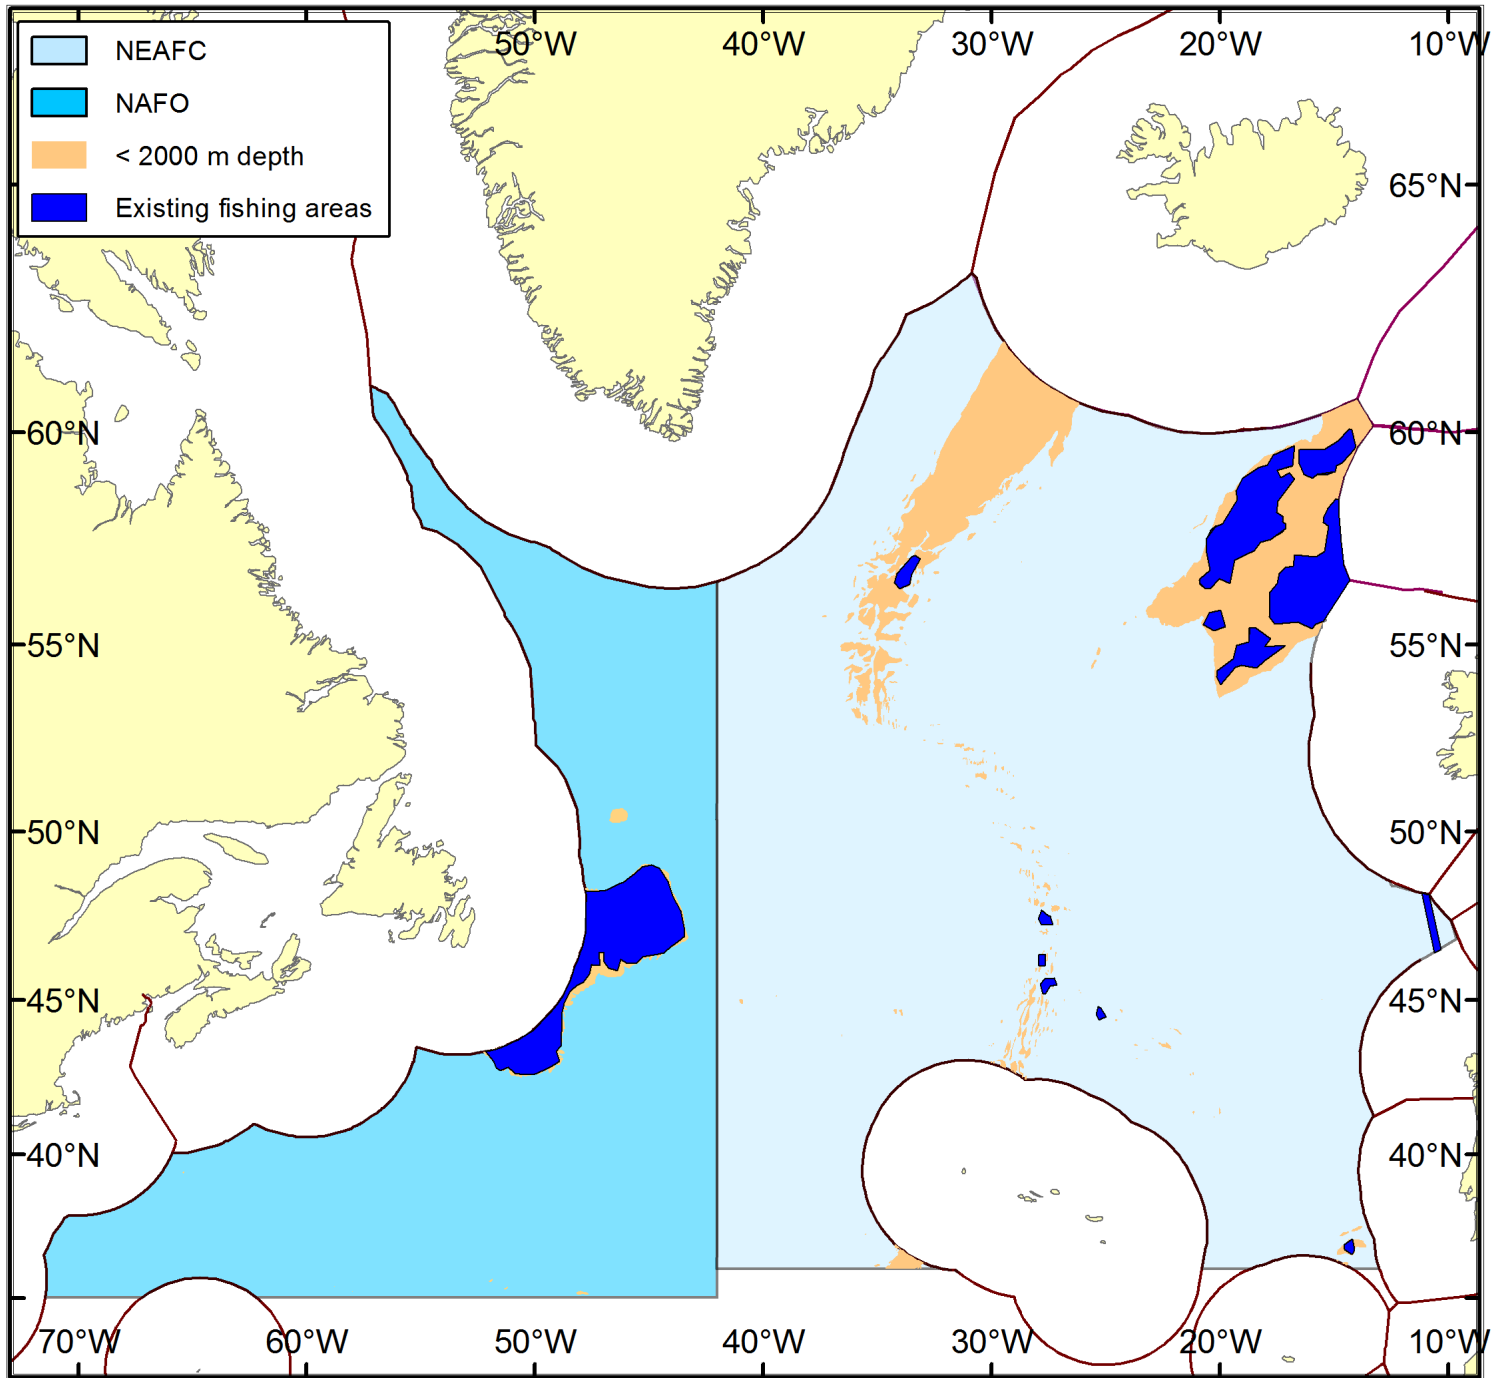 50°W 40°W 30°W 20°W 10°W
NEAFC
NAFO
< 2000 m depth
Existing fishing areas
65°N
60°N 60°N
55°N 55°N
50°N 50°N
45°N 45°N
40°N 40°N
70°W 60°W 50°W 40°W 30°W 20°W 10°W